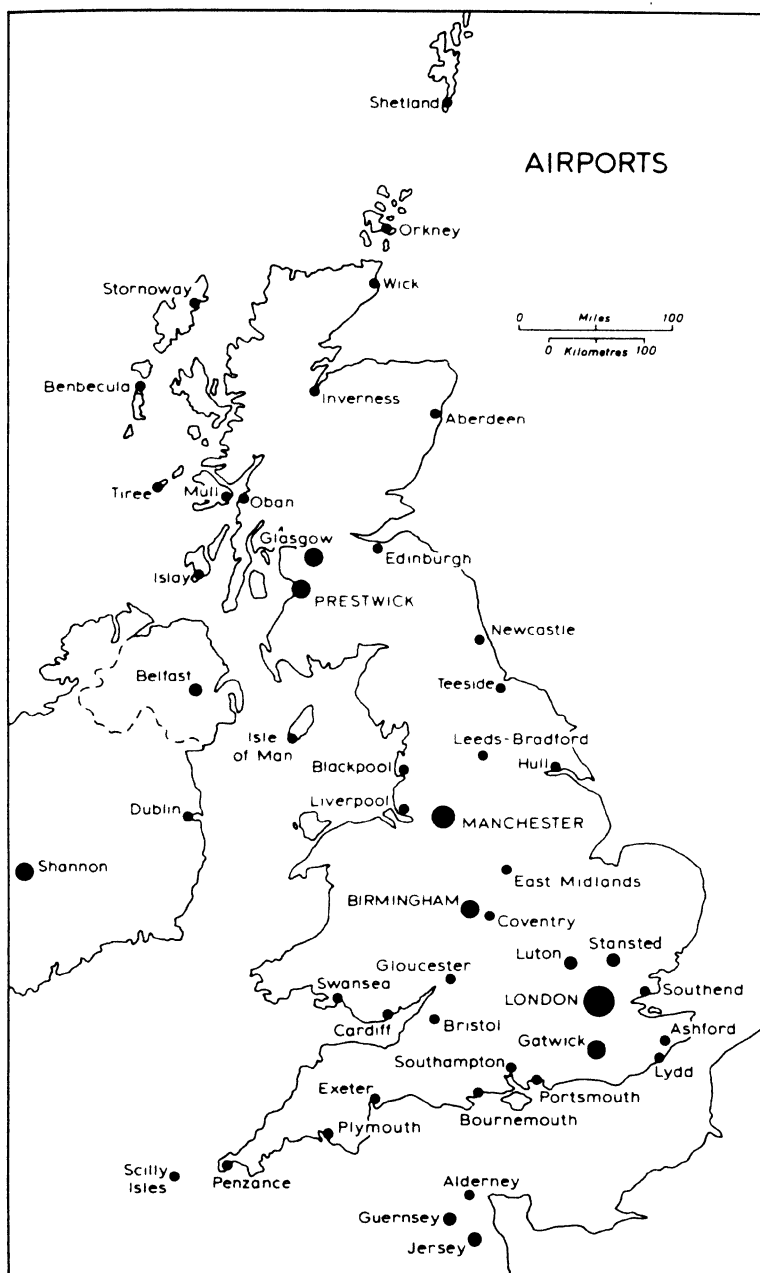 Shetland
AIRPORTS
Orkney
Wick
Stornoway
0 Miles 100
0 Kilometres 100
Benbecula
Inverness
Aberdeen
Tiree
Mull
Oban
Glasgow
Edinburgh
Islay
PRESTWICK
Newcastle
Belfast
Teeside
Isle
of Man
Leeds-Bradford
Blackpool
Hull
Liverpool
Dublin
MANCHESTER
Shannon
East Midlands
BIRMINGHAM
Coventry
Stansted
Luton
Gloucester
Swansea
LONDON
Southend
Cardiff
Bristol
Ashford
Gatwick
Southampton
Lydd
Exeter
Portsmouth
Bournemouth
Plymouth
Scilly
Isles
Penzance
Alderney
Guernsey
Jersey